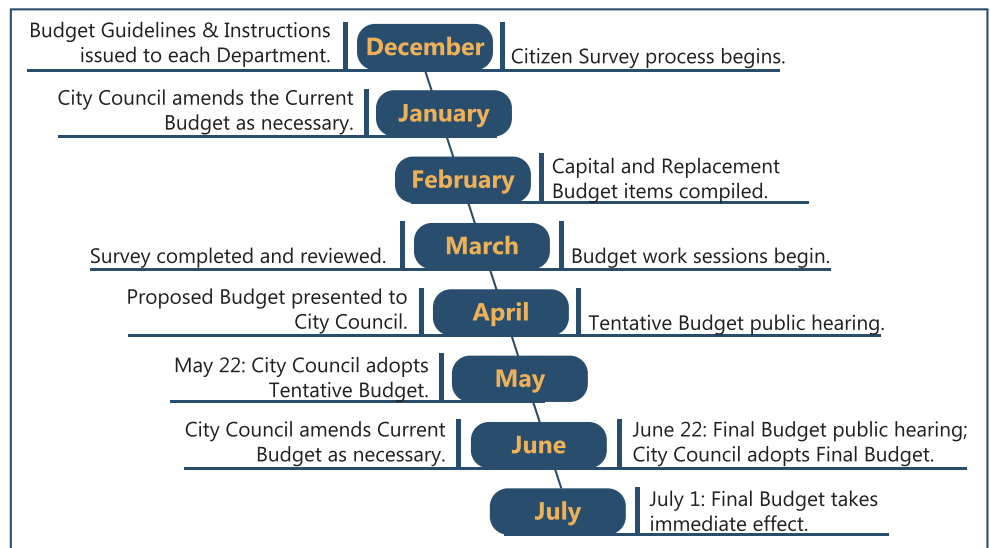 Budget Guidelines & Instructions
issued to each Department.
December
Citizen Survey process begins.
City Council amends the Current
Budget as necessary.
January
February
Capital and Replacement
Budget items compiled.
Survey completed and reviewed.
March
Budget work sessions begin.
Proposed Budget presented to
City Council.
April
Tentative Budget public hearing.
May 22: City Council adopts
Tentative Budget.
May
City Council amends Current
Budget as necessary.
June
June 22: Final Budget public hearing;
City Council adopts Final Budget.
July
July 1: Final Budget takes
immediate effect.